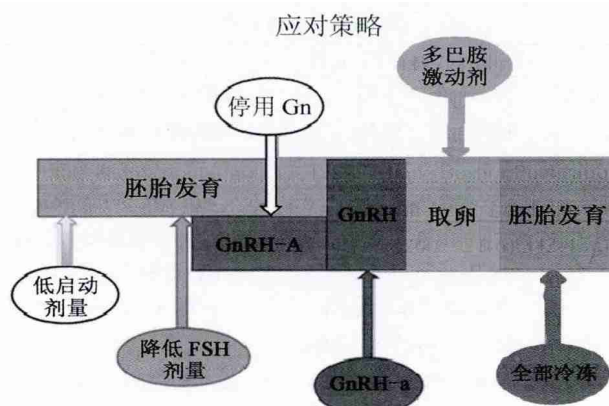 应对策略
多巴胺
激动剂
停用 Gn
胚胎发育
GnRH
取卵
胚胎发育
GnRH-A
低启动
剂量
降低 FSH
剂量
GnRH-a
全部冷冻